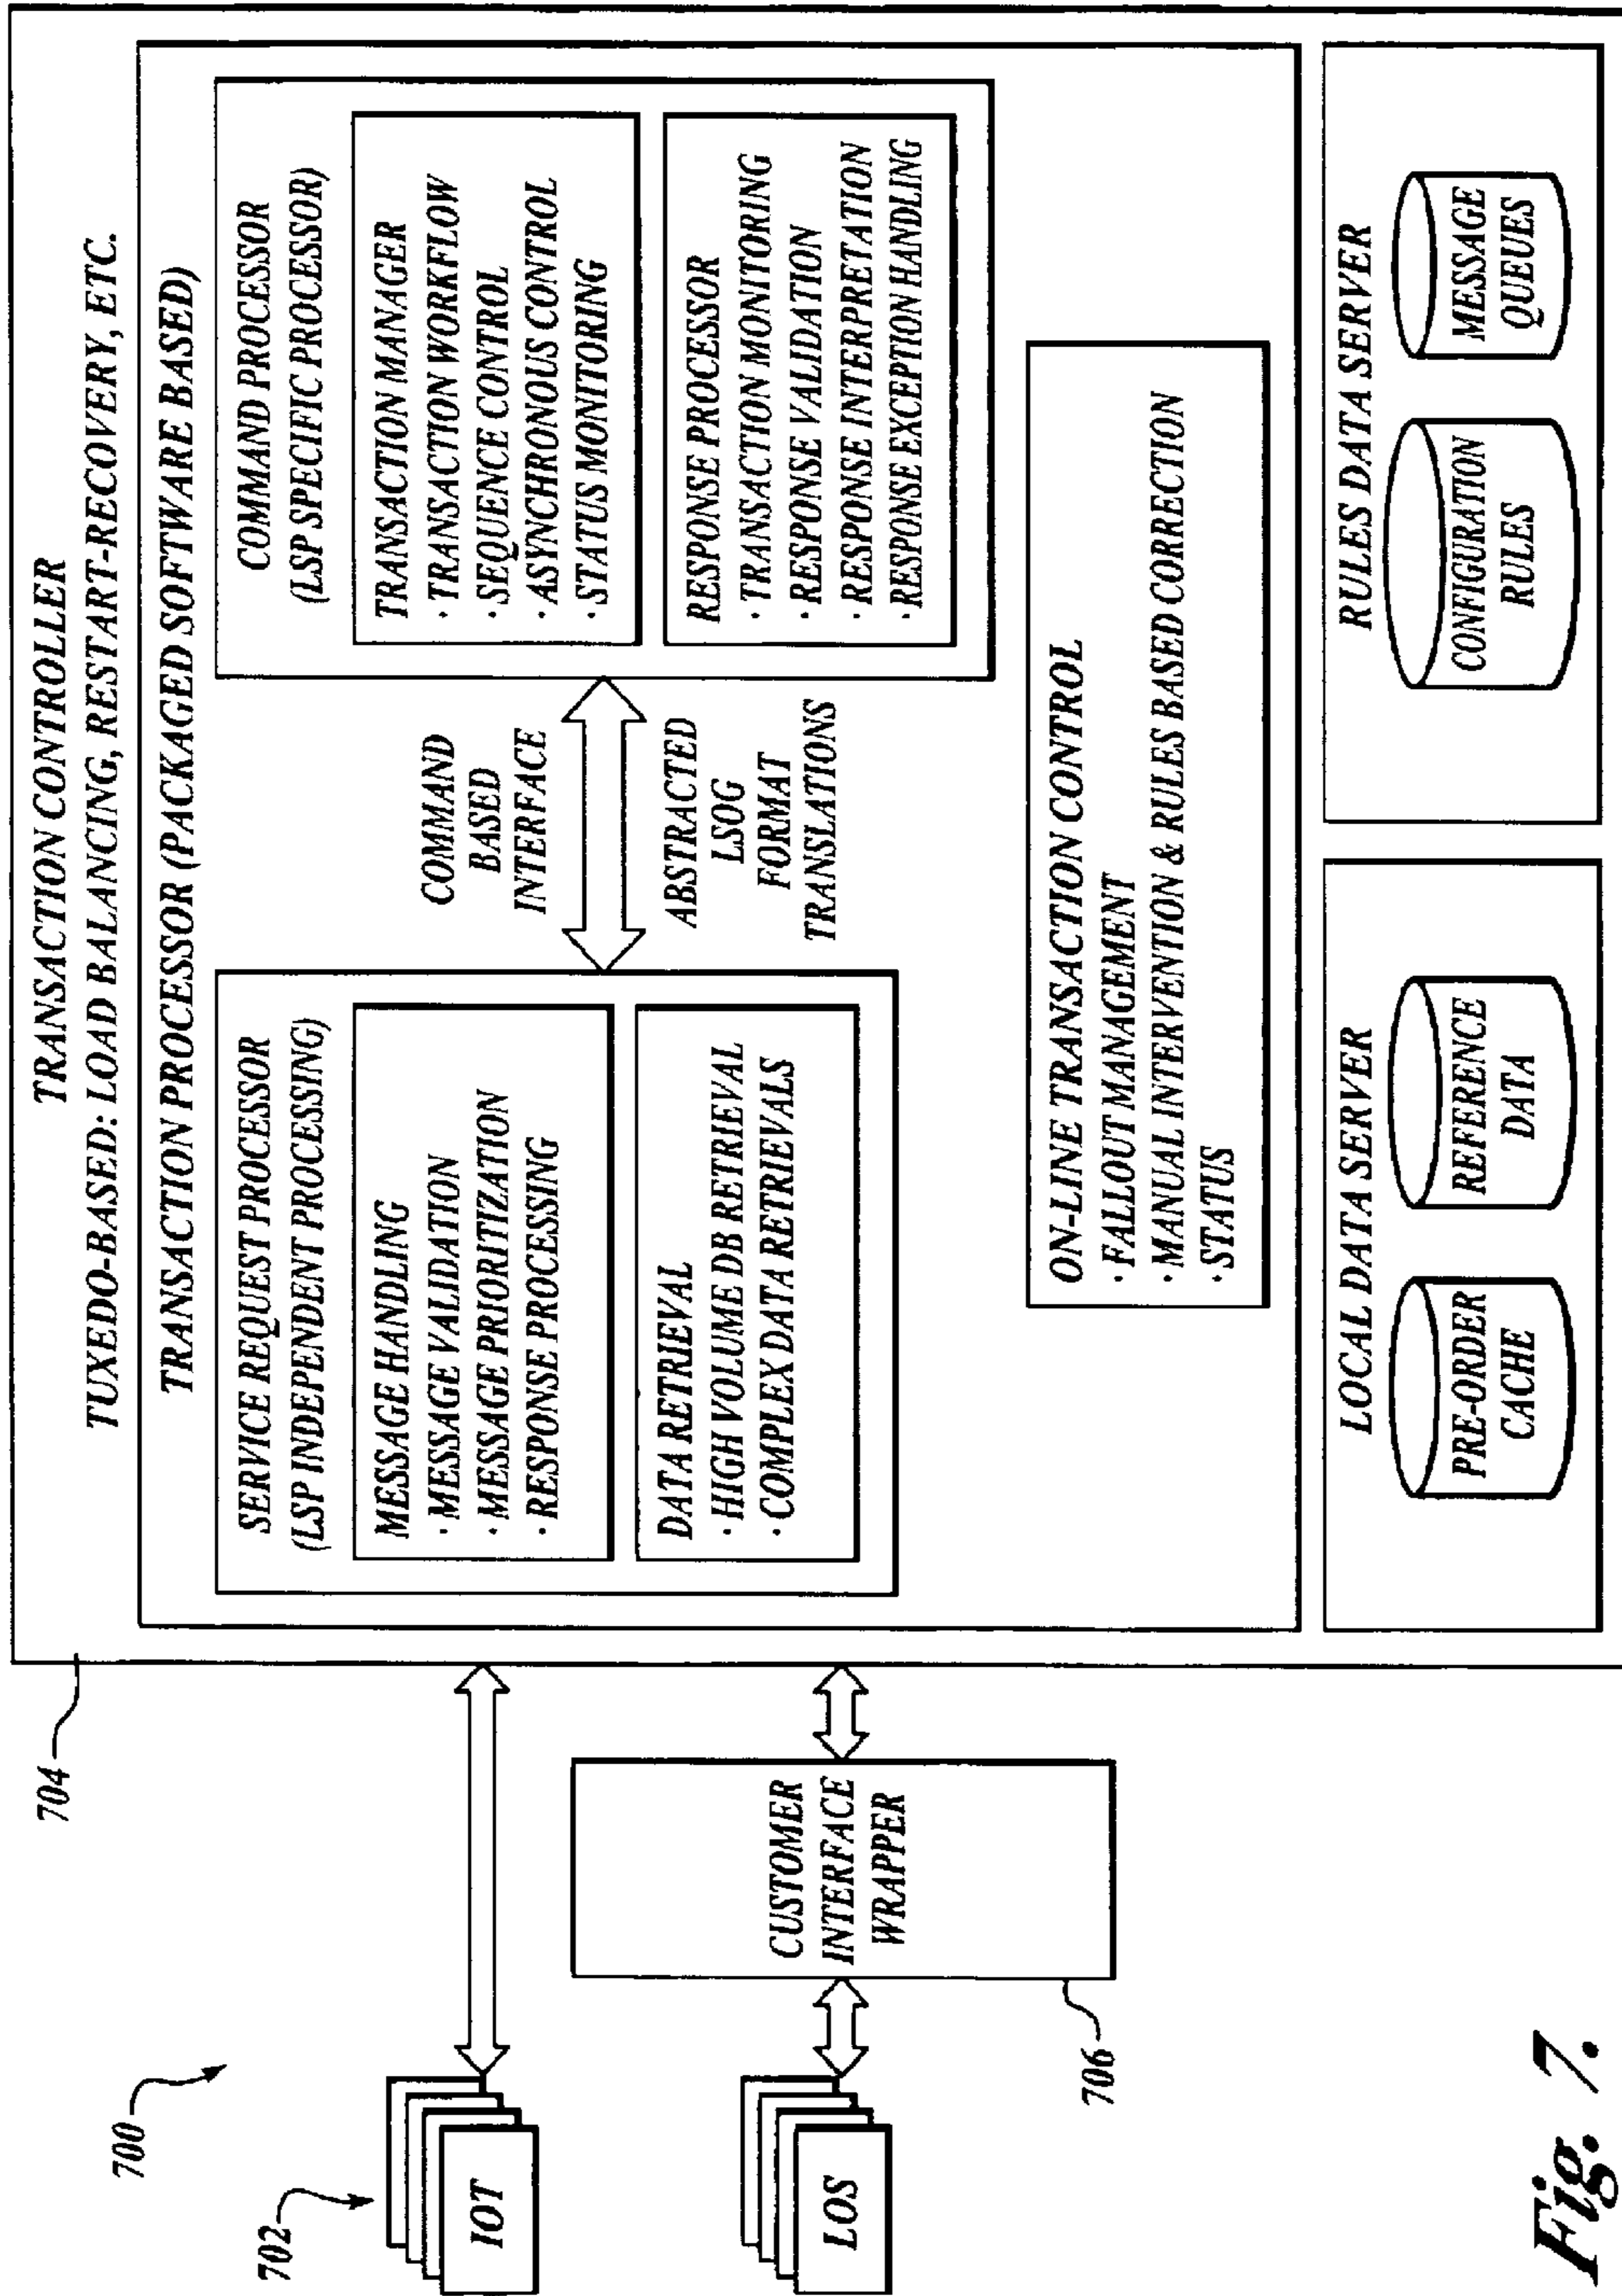 700
702
IOT
LOS
706
CUSTOMER
INTERFACE
WRAPPER
704
TRANSACTION CONTROLLER
TUXEDO-BASED: LOAD BALANCING, RESTART-RECOVERY, ETC.
TRANSACTION PROCESSOR (PACKAGED SOFTWARE BASED)
SERVICE REQUEST PROCESSOR
(LSP INDEPENDENT PROCESSING)
MESSAGE HANDLING
· MESSAGE VALIDATION
· MESSAGE PRIORITIZATION
· RESPONSE PROCESSING
DATA RETRIEVAL
· HIGH VOLUME DB RETRIEVAL
· COMPLEX DATA RETRIEVALS
COMMAND
BASED
INTERFACE
ABSTRACTED
LSOG
FORMAT
TRANSLATIONS
COMMAND PROCESSOR
(LSP SPECIFIC PROCESSOR)
TRANSACTION MANAGER
· TRANSACTION WORKFLOW
· SEQUENCE CONTROL
· ASYNCHRONOUS CONTROL
· STATUS MONITORING
RESPONSE PROCESSOR
· TRANSACTION MONITORING
· RESPONSE VALIDATION
· RESPONSE INTERPRETATION
· RESPONSE EXCEPTION HANDLING
ON-LINE TRANSACTION CONTROL
· FALLOUT MANAGEMENT
· MANUAL INTERVENTION & RULES BASED CORRECTION
· STATUS
LOCAL DATA SERVER
PRE-ORDER
CACHE
REFERENCE
DATA
RULES DATA SERVER
CONFIGURATION
RULES
MESSAGE
QUEUES
Fig. 7.